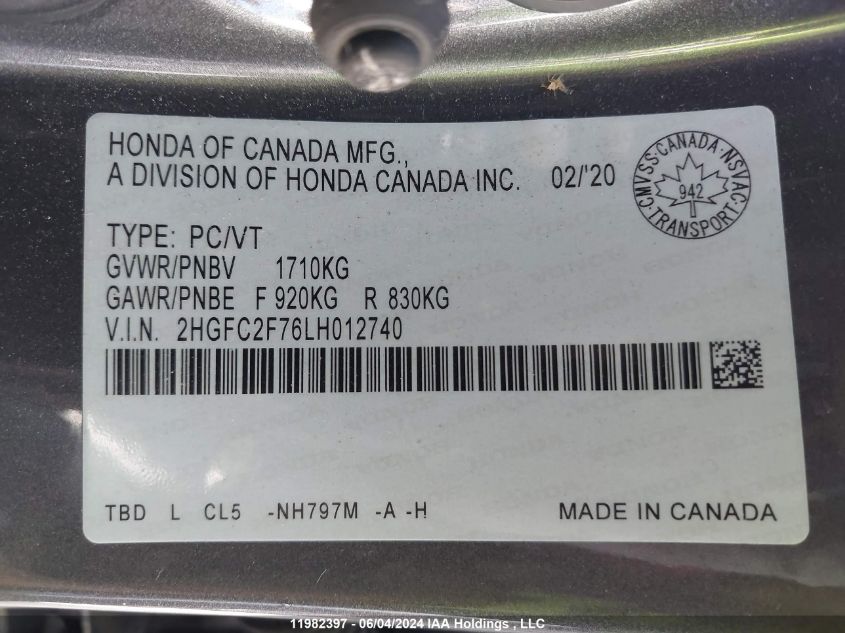 HONDA OF CANADA MFG.,
A DIVISION OF HONDA CANADA INC. 02/'20
CMVSS·CANADA·NSVAC·TRANSPORT·
942
TYPE: PC/VT
GVWR/PNBV 1710KG
GAWR/PNBE F 920KG R 830KG
V.I.N. 2HGFC2F76LH012740
TBD L CL5 -NH797M -A -H MADE IN CANADA
11982397 - 06/04/2024 IAA Holdings , LLC